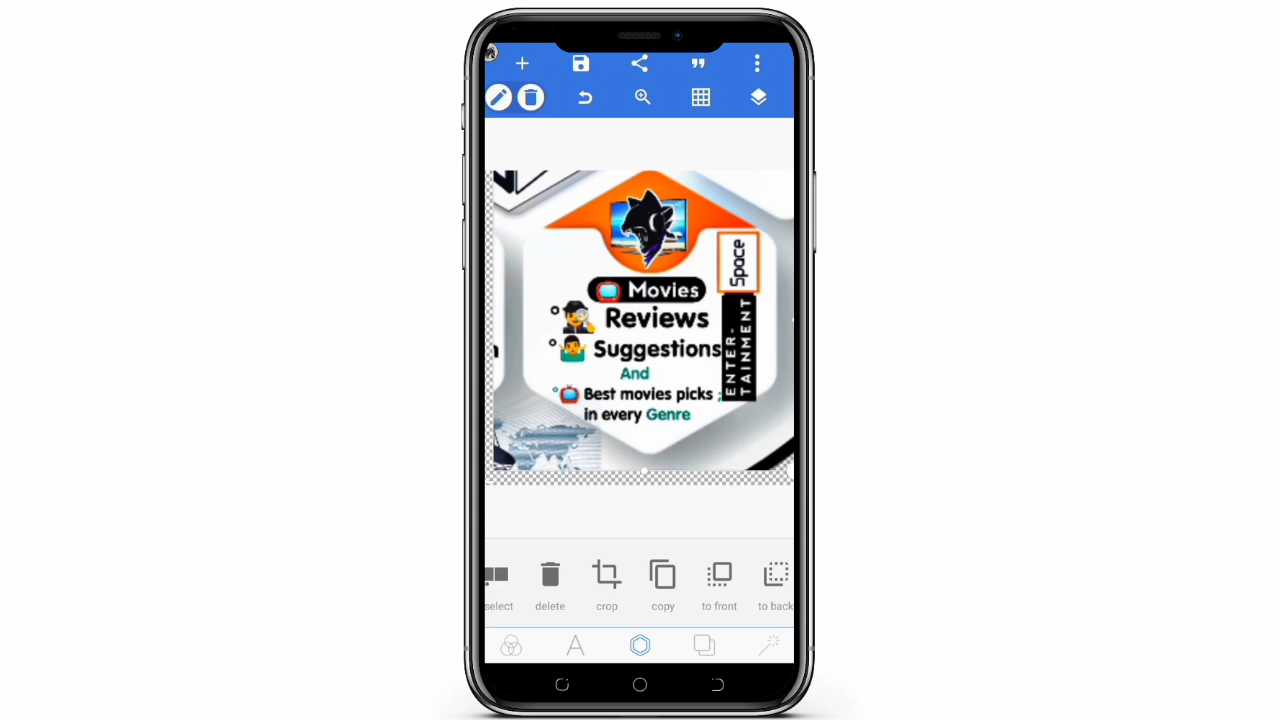 Space
ENTER-
TAINMENT
Movies
Reviews
Suggestions
And
Best movies picks ;
in every Genre
select
delete
crop
copy
to front
to back